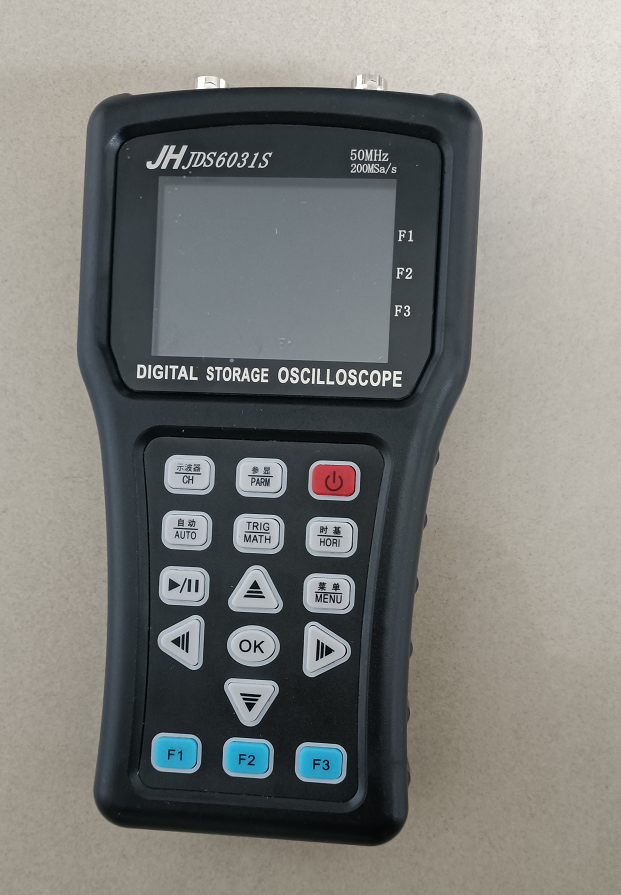 JH JDS6031S
50MHz
200MSa/s
F1
F2
F3
DIGITAL STORAGE OSCILLOSCOPE
示波器
CH
参显
PARM
自动
AUTO
TRIG
MATH
时基
HORI
菜单
MENU
OK
F1
F2
F3